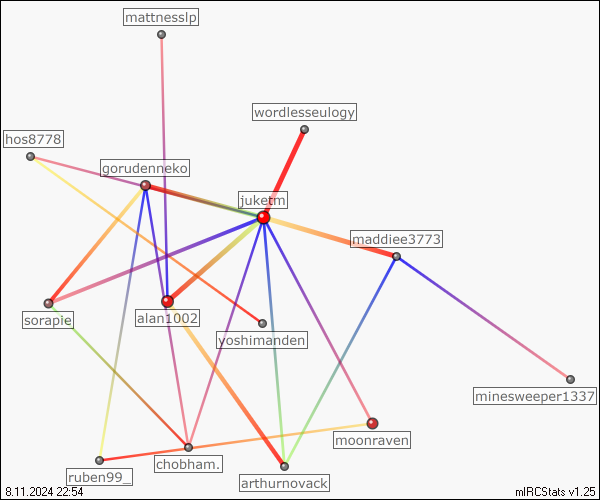 mattnesslp
wordlesseulogy
hos8778
gorudenneko
juketm
maddiee3773
sorapie
alan1002
yoshimanden
minesweeper1337
moonraven
chobham.
ruben99_
arthurnovack
8.11.2024 22:54
mIRCStats v1.25